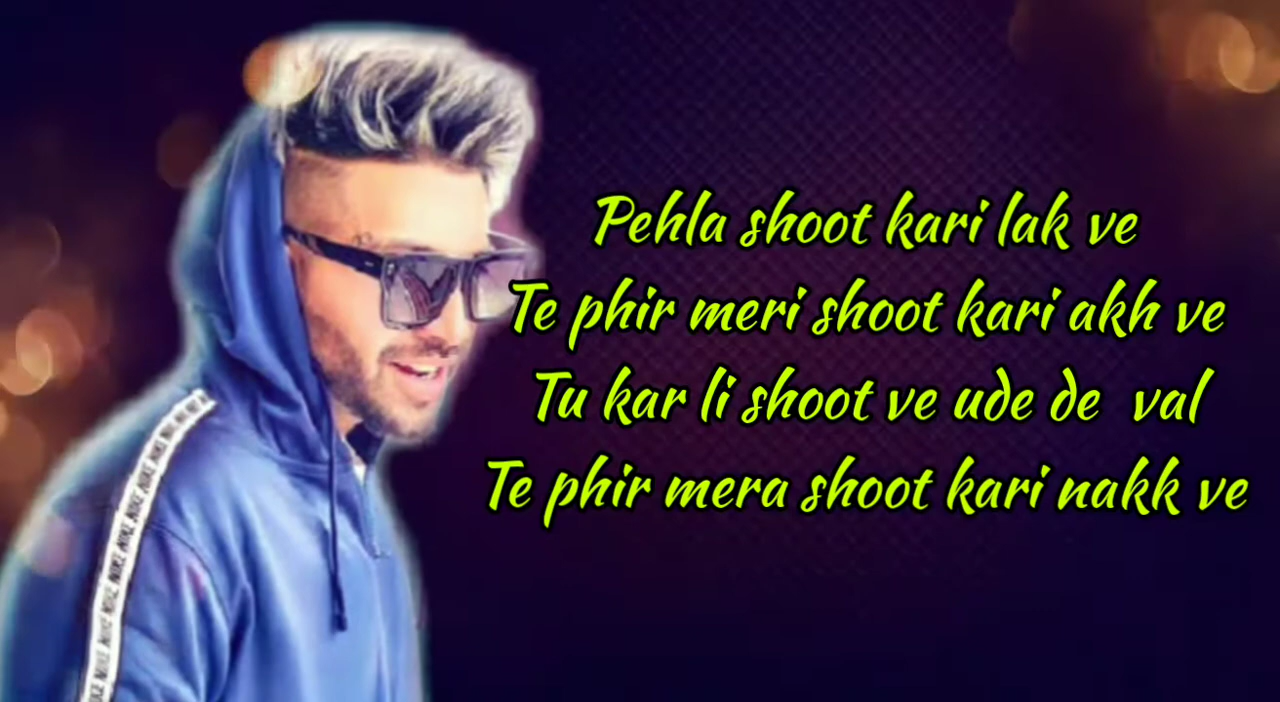 Pehla shoot kari lak ve
Te phir meri shoot kari akh ve
Tu kar li shoot ve ude de val
Te phir mera shoot kari nakk ve